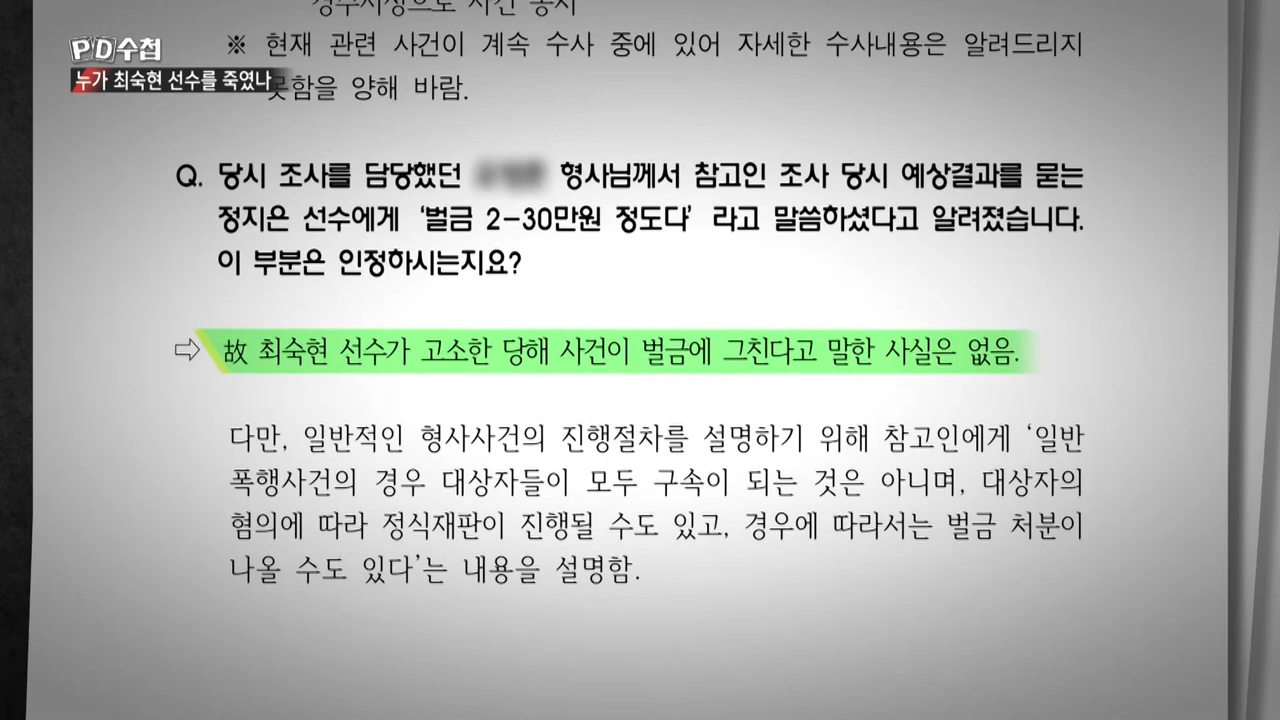 PD수첩
누가 최숙현 선수를 죽였나
※ 현재 관련 사건이 계속 수사 중에 있어 자세한 수사내용은 알려드리지
못함을 양해 바람.
Q. 당시 조사를 담당했던 형사님께서 참고인 조사 당시 예상결과를 묻는
정지은 선수에게 ‘벌금 2-30만원 정도다’ 라고 말씀하셨다고 알려졌습니다.
이 부분은 인정하시는지요?
⇨ 故 최숙현 선수가 고소한 당해 사건이 벌금에 그친다고 말한 사실은 없음.
다만, 일반적인 형사사건의 진행절차를 설명하기 위해 참고인에게 ‘일반
폭행사건의 경우 대상자들이 모두 구속이 되는 것은 아니며, 대상자의
혐의에 따라 정식재판이 진행될 수도 있고, 경우에 따라서는 벌금 처분이
나올 수도 있다’는 내용을 설명함.